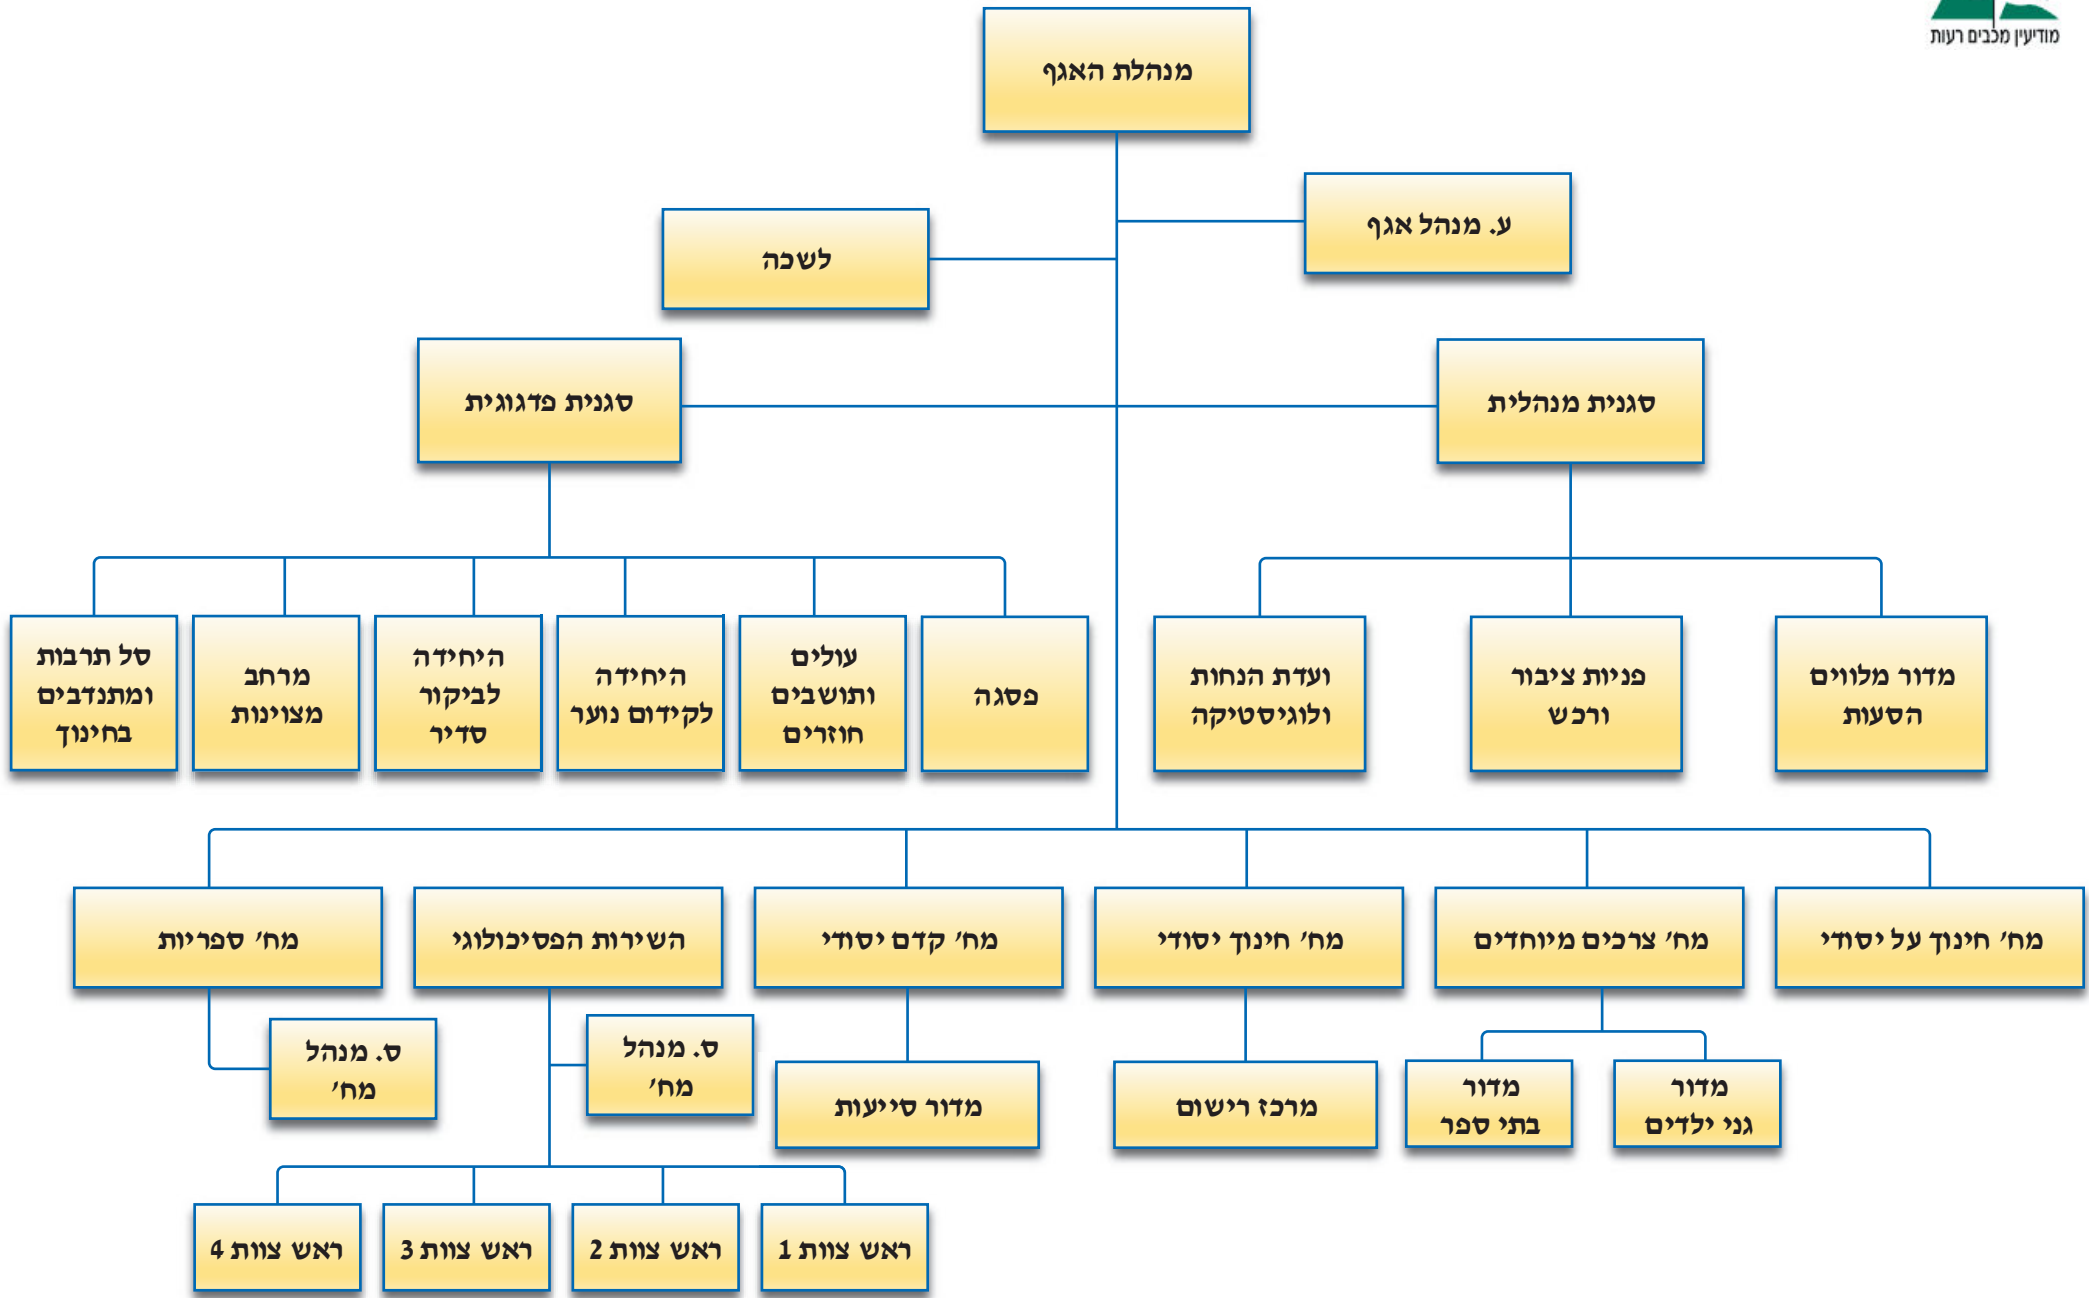 מודיעין מכבים רעות
מנהלת האגף
ע. מנהל אגף
לשכה
סגנית מנהלית
סגנית פדגוגית
מדור מלווים
הסעות
פניות ציבור
ורכש
ועדת הנחות
ולוגיסטיקה
פסגה
עולים
ותושבים
חוזרים
היחידה
לקידום נוער
היחידה
לביקור
סדיר
מרחב
מצוינות
סל תרבות
ומתנדבים
בחינוך
מח' חינוך על יסודי
מח' צרכים מיוחדים
מח' חינוך יסודי
מח' קדם יסודי
השירות הפסיכולוגי
מח' ספריות
מדור
גני ילדים
מדור
בתי ספר
מרכז רישום
מדור סייעות
ס. מנהל
מח'
ס. מנהל
מח'
ראש צוות 1
ראש צוות 2
ראש צוות 3
ראש צוות 4